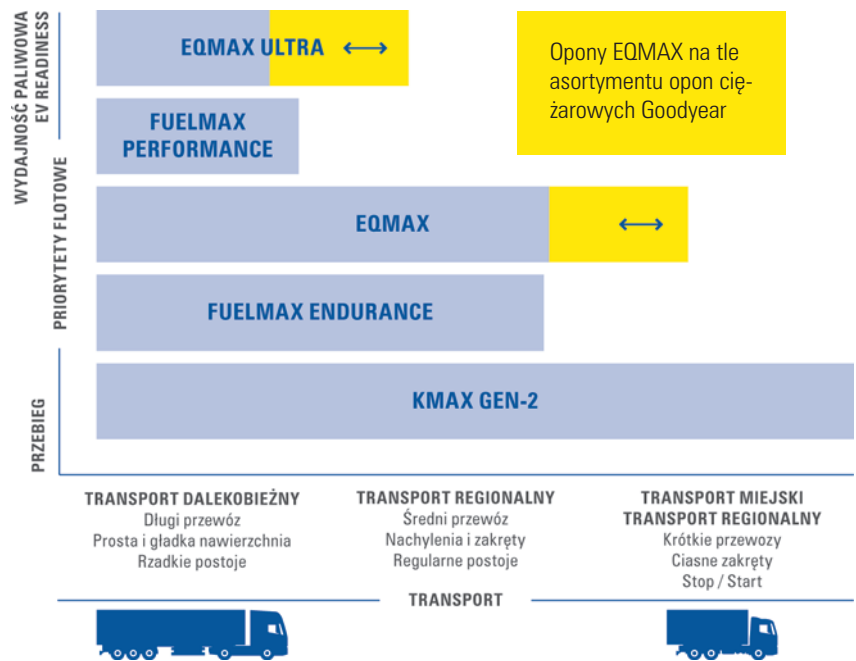 WYDAJNOŚĆ PALIWOWA
EV READINESS
PRIORYTETY FLOTOWE
PRZEBIEG
EQMAX ULTRA
Opony EQMAX na tle
asortymentu opon cię-
żarowych Goodyear
FUELMAX
PERFORMANCE
EQMAX
FUELMAX ENDURANCE
KMAX GEN-2
TRANSPORT DALEKOBIEŻNY
Długi przewóz
Prosta i gładka nawierzchnia
Rzadkie postoje
TRANSPORT REGIONALNY
Średni przewóz
Nachylenia i zakręty
Regularne postoje
TRANSPORT MIEJSKI
TRANSPORT REGIONALNY
Krótkie przewozy
Ciasne zakręty
Stop / Start
TRANSPORT